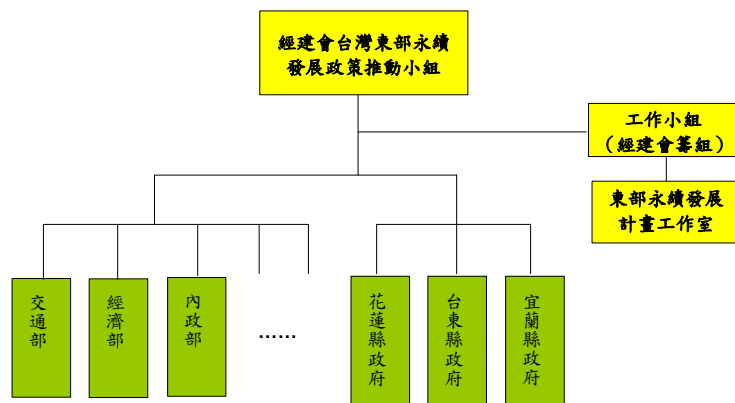 經建會台灣東部永續
發展政策推動小組
工作小組
（經建會籌組）
東部永續發展
計畫工作室
交通部
經濟部
內政部
……
花蓮縣政府
台東縣政府
宜蘭縣政府